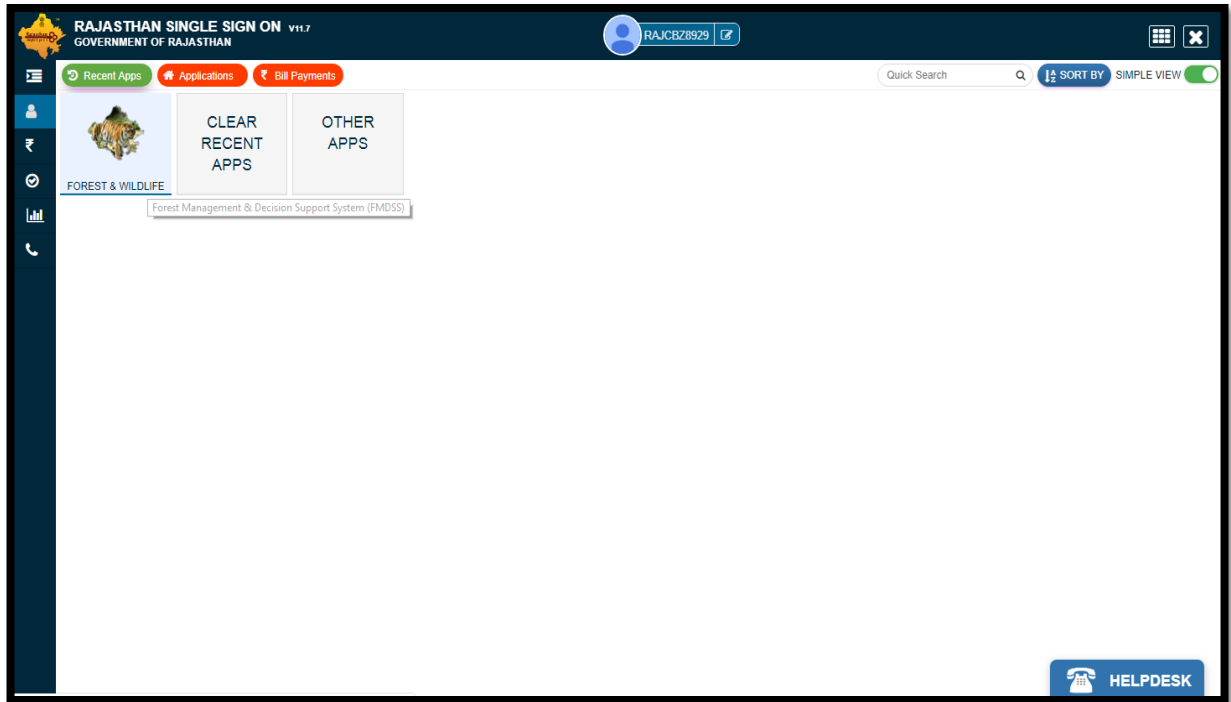 RAJASTHAN SINGLE SIGN ON V11.7
GOVERNMENT OF RAJASTHAN
RAJCBZ8929
Recent Apps
Applications
₹ Bill Payments
Quick Search
SORT BY
SIMPLE VIEW
FOREST & WILDLIFE
CLEAR
RECENT
APPS
OTHER
APPS
Forest Management & Decision Support System (FMDSS)
₹
HELPDESK